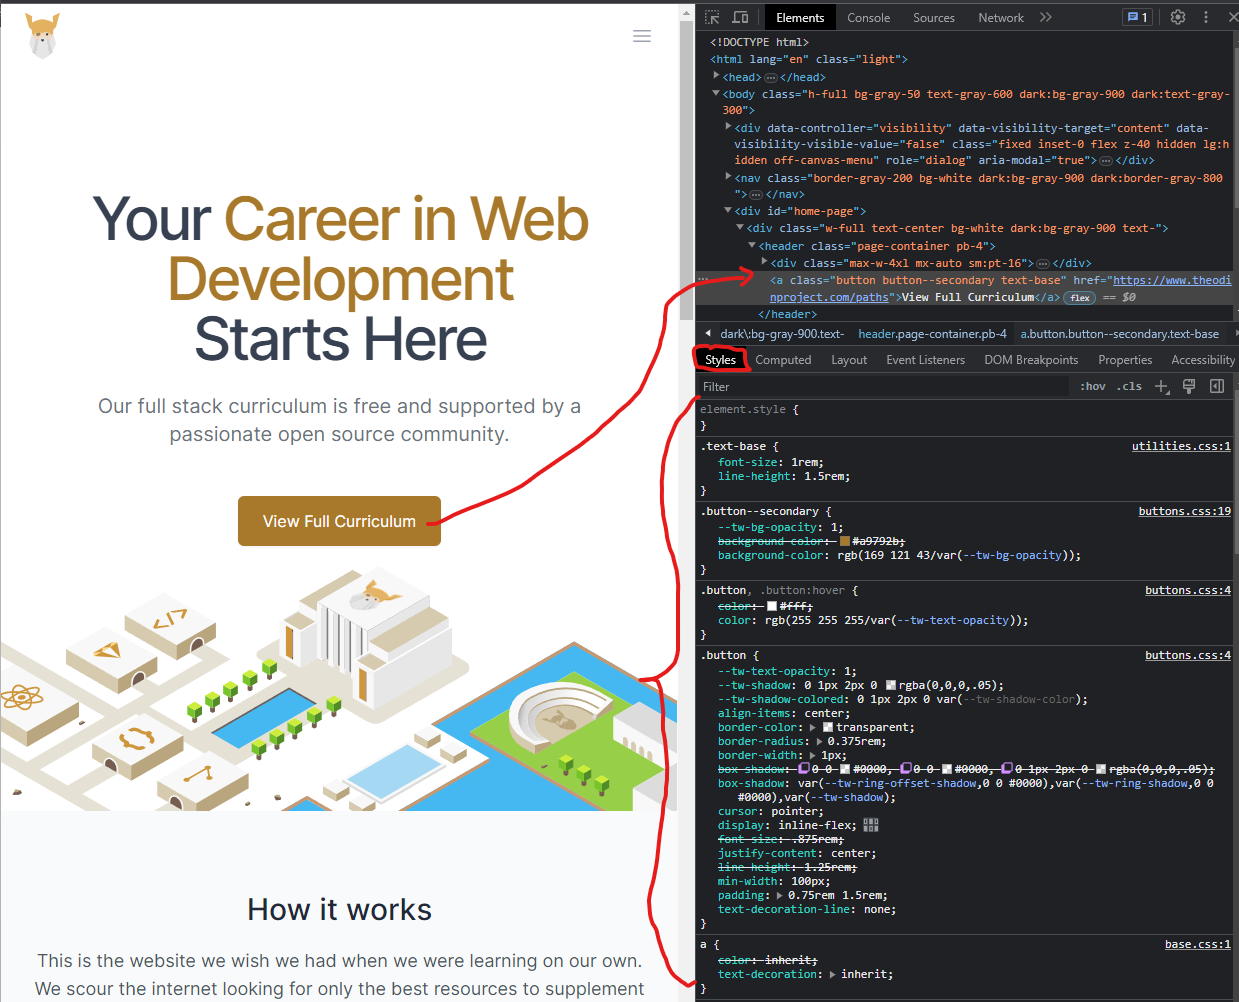 Your Career in Web
Development
Starts Here
Our full stack curriculum is free and supported by a
passionate open source community.
View Full Curriculum
How it works
This is the website we wish we had when we were learning on our own.
We scour the internet looking for only the best resources to supplement
Elements Console Sources Network 1
<!DOCTYPE html>
<html lang="en" class="light">
<head>…</head>
<body class="h-full bg-gray-50 text-gray-600 dark:bg-gray-900 dark:text-gray-
300">
<div data-controller="visibility" data-visibility-target="content" data-
visibility-visible-value="false" class="fixed inset-0 flex z-40 hidden lg:h
idden off-canvas-menu" role="dialog" aria-modal="true">…</div>
<nav class="border-gray-200 bg-white dark:bg-gray-900 dark:border-gray-800
">…</nav>
<div id="home-page">
<div class="w-full text-center bg-white dark:bg-gray-900 text-">
<header class="page-container pb-4">
<div class="max-w-4xl mx-auto sm:pt-16">…</div>
<a class="button button--secondary text-base" href="https://www.theodi
nproject.com/paths">View Full Curriculum</a> flex == $0
</header>
dark\:bg-gray-900.text- header.page-container.pb-4 a.button.button--secondary.text-base
Styles Computed Layout Event Listeners DOM Breakpoints Properties Accessibility
Filter :hov .cls
element.style {
}
.text-base { utilities.css:1
font-size: 1rem;
line-height: 1.5rem;
}
.button--secondary { buttons.css:19
--tw-bg-opacity: 1;
background-color: #a9792b;
background-color: rgb(169 121 43/var(--tw-bg-opacity));
}
.button, .button:hover { buttons.css:4
color: #fff;
color: rgb(255 255 255/var(--tw-text-opacity));
}
.button { buttons.css:4
--tw-text-opacity: 1;
--tw-shadow: 0 1px 2px 0 rgba(0,0,0,.05);
--tw-shadow-colored: 0 1px 2px 0 var(--tw-shadow-color);
align-items: center;
border-color: transparent;
border-radius: 0.375rem;
border-width: 1px;
box-shadow: 0 0 #0000, 0 0 #0000, 0 1px 2px 0 rgba(0,0,0,.05);
box-shadow: var(--tw-ring-offset-shadow,0 0 #0000),var(--tw-ring-shadow,0 0
#0000),var(--tw-shadow);
cursor: pointer;
display: inline-flex;
font-size: .875rem;
justify-content: center;
line-height: 1.25rem;
min-width: 100px;
padding: 0.75rem 1.5rem;
text-decoration-line: none;
}
a { base.css:1
color: inherit;
text-decoration: inherit;
}